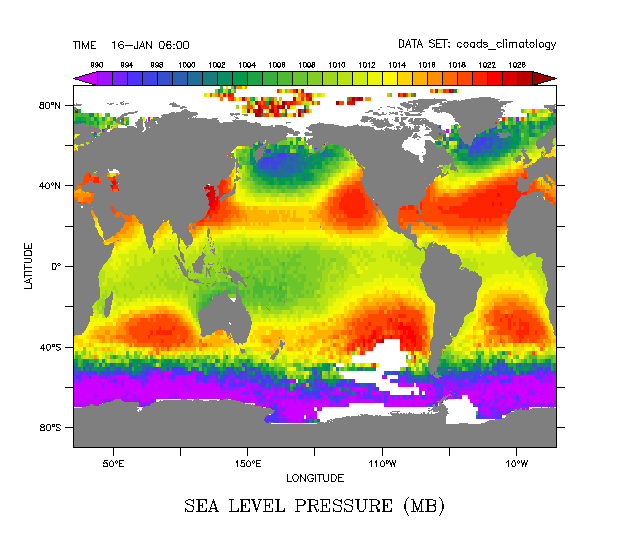 TIME 16-JAN 06:00
DATA SET: coads_climatology
990 994 998 1000 1002 1004 1006 1008 1010 1012 1014 1016 1018 1022 1026
80°N
40°N
0°
40°S
80°S
LATITUDE
50°E 150°E 110°W 10°W
LONGITUDE
SEA LEVEL PRESSURE (MB)